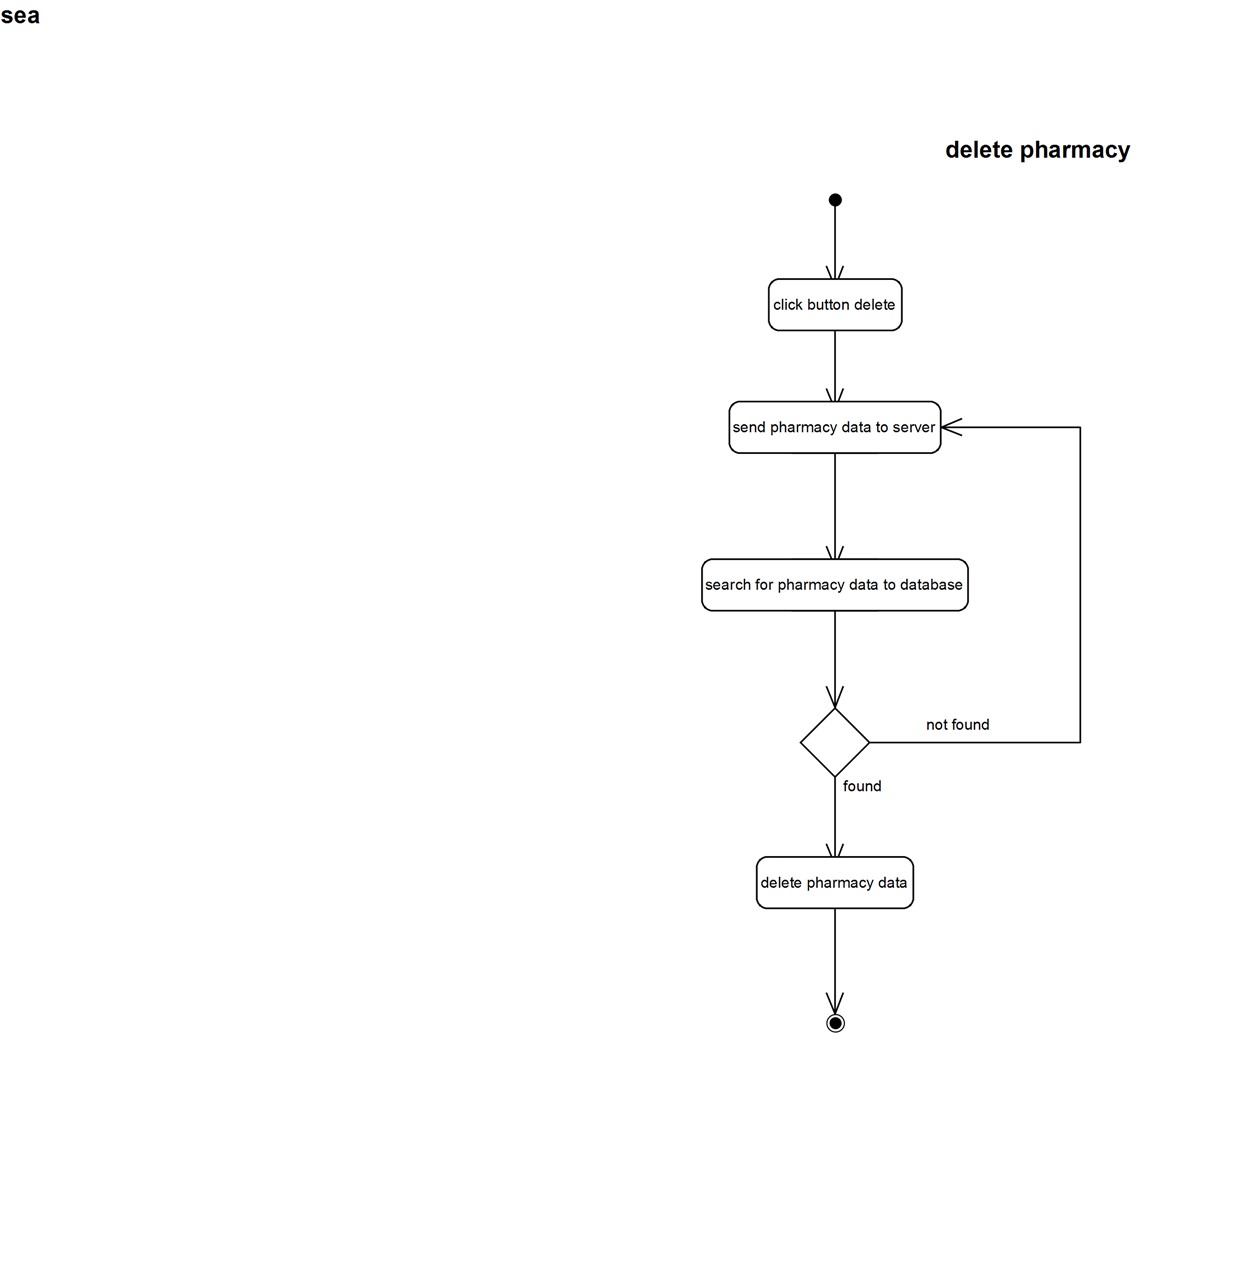 sea
delete pharmacy
click button delete
send pharmacy data to server
search for pharmacy data to database
not found
found
delete pharmacy data